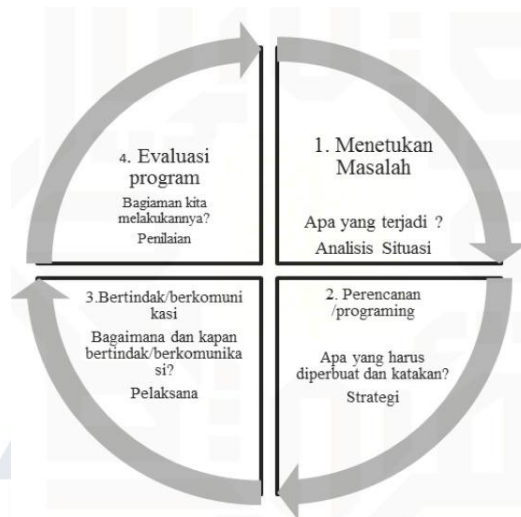 1. Menetukan
Masalah
Apa yang terjadi ?
Analisis Situasi
2. Perencanan
/programing
Apa yang harus
diperbuat dan katakan?
Strategi
3.Bertindak/berkomuni
kasi
Bagaimana dan kapan
bertindak/berkomunika
si?
Pelaksana
4. Evaluasi
program
Bagiaman kita
melakukannya?
Penilaian